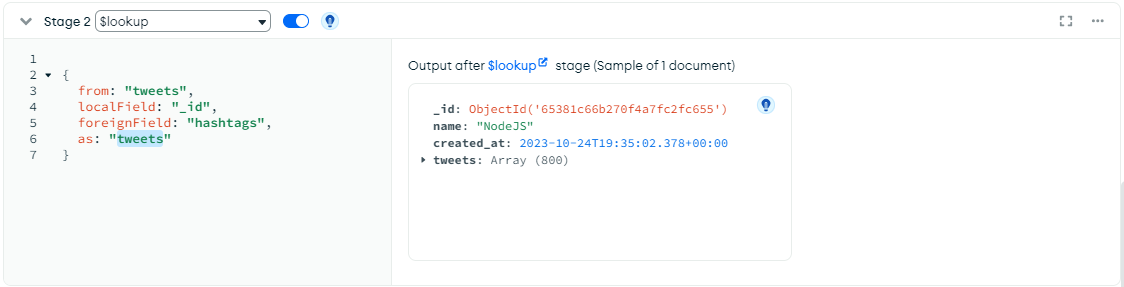 Stage 2 $lookup
1
2 {
3 from: "tweets",
4 localField: "_id",
5 foreignField: "hashtags",
6 as: "tweets"
7 }
Output after $lookup stage (Sample of 1 document)
_id: ObjectId('65381c66b270f4a7fc2fc655')
name: "NodeJS"
created_at: 2023-10-24T19:35:02.378+00:00
tweets: Array (800)